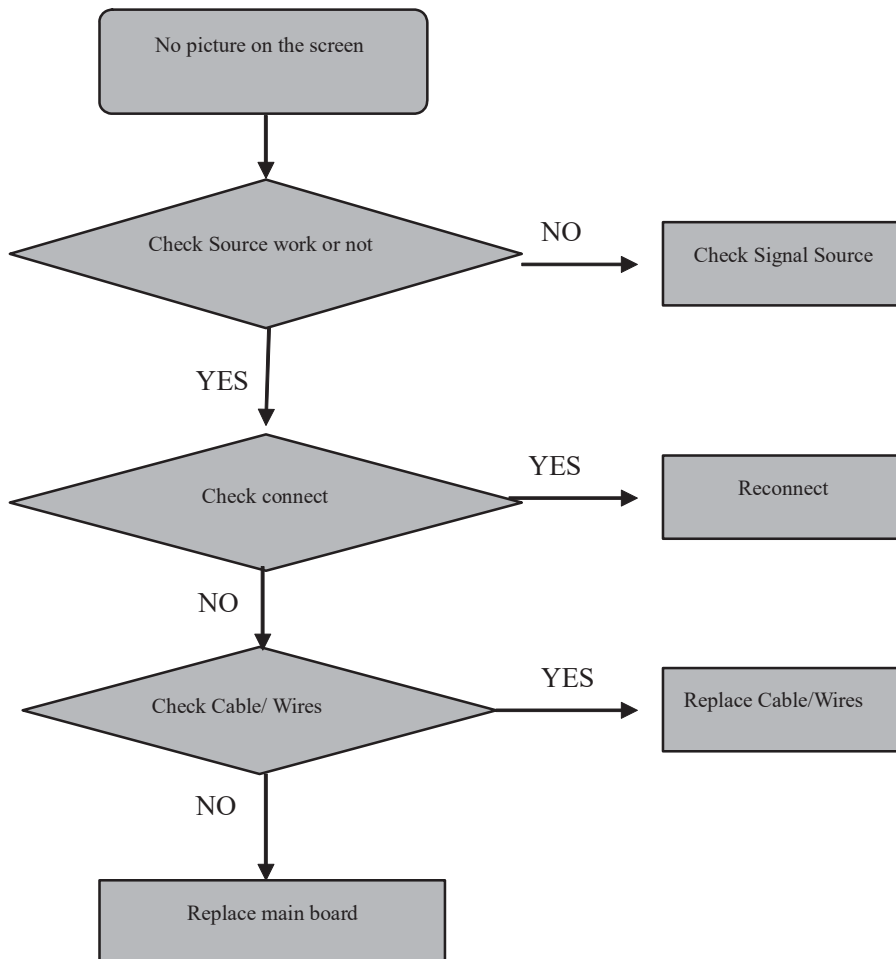 No picture on the screen
Check Source work or not
NO
Check Signal Source
YES
Check connect
YES
Reconnect
NO
Check Cable/ Wires
YES
Replace Cable/Wires
NO
Replace main board